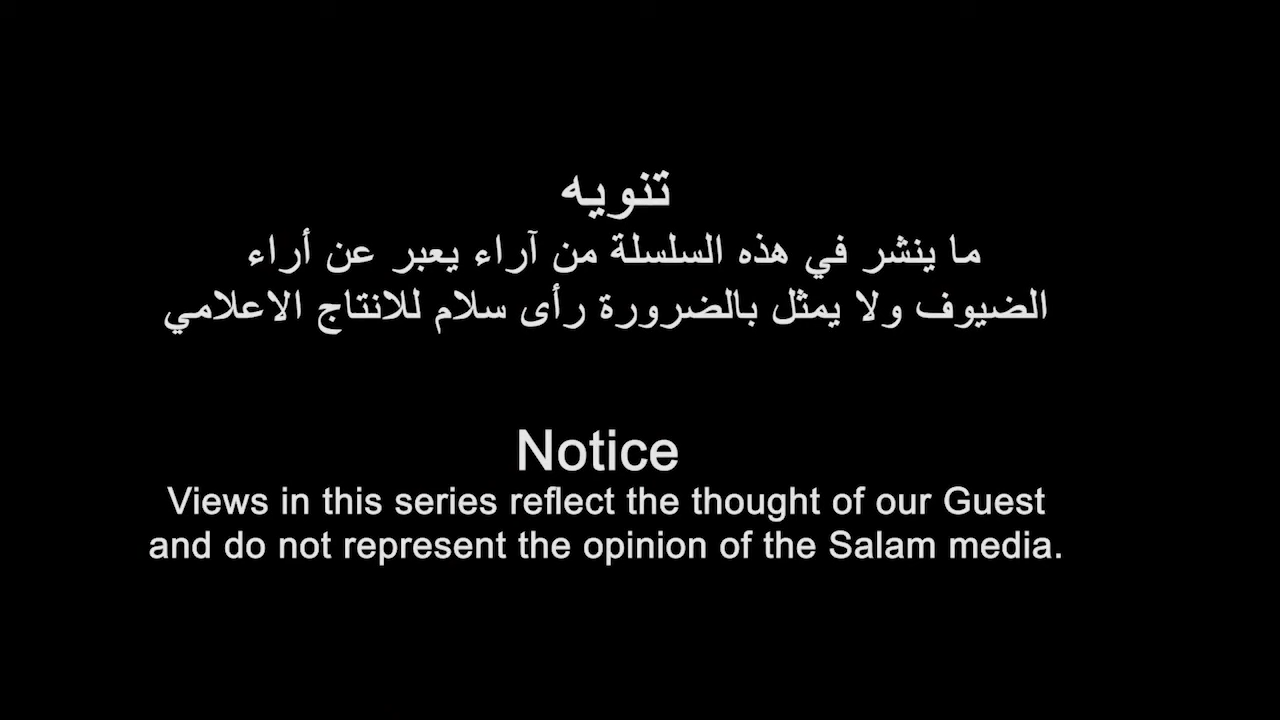 تنويه
ما ينشر في هذه السلسلة من آراء يعبر عن أراء
الضيوف ولا يمثل بالضرورة رأى سلام للانتاج الاعلامي
Notice
Views in this series reflect the thought of our Guest
and do not represent the opinion of the Salam media.